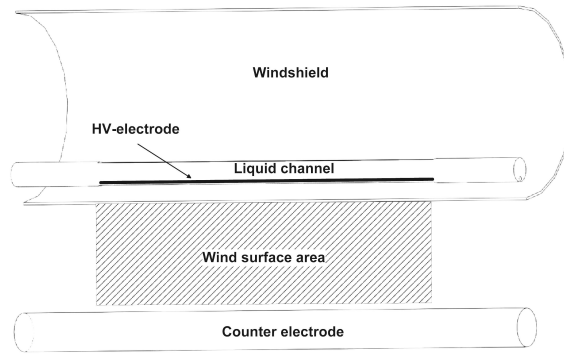 Windshield
HV-electrode
Liquid channel
Wind surface area
Counter electrode